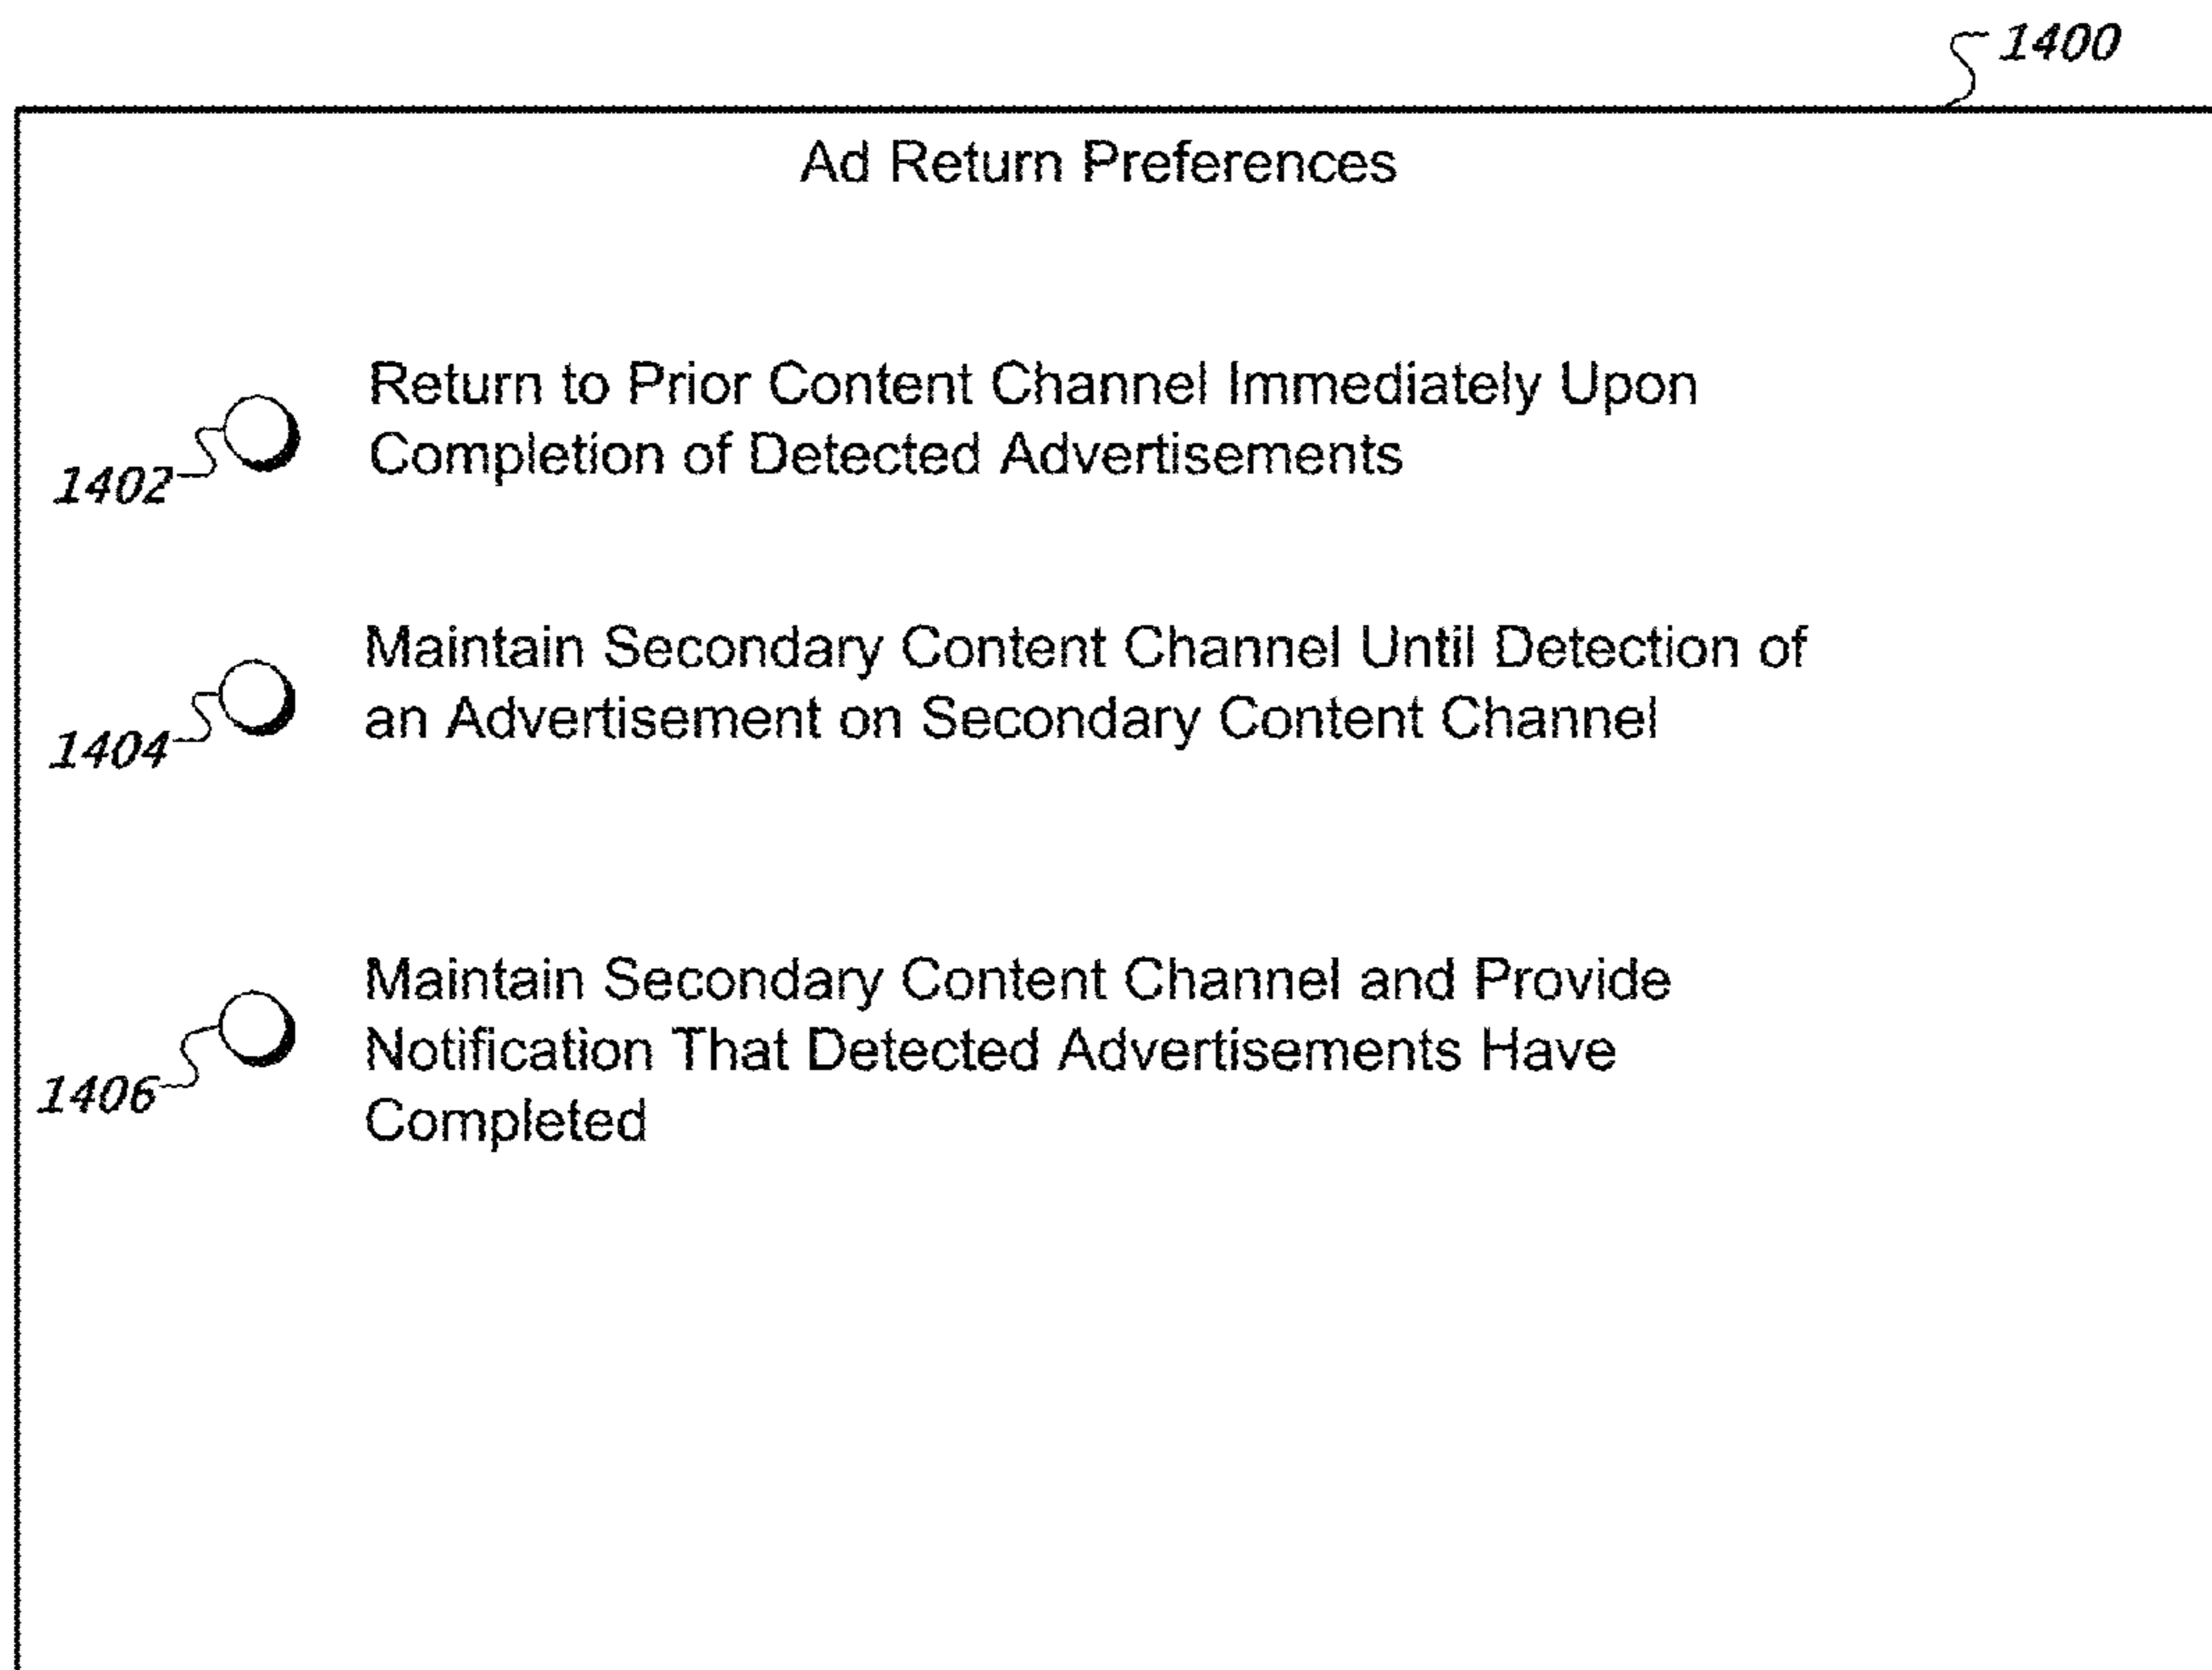 1400
Ad Return Preferences
Return to Prior Content Channel Immediately Upon
Completion of Detected Advertisements
1402
Maintain Secondary Content Channel Until Detection of
an Advertisement on Secondary Content Channel
1404
Maintain Secondary Content Channel and Provide
Notification That Detected Advertisements Have
1406
Completed